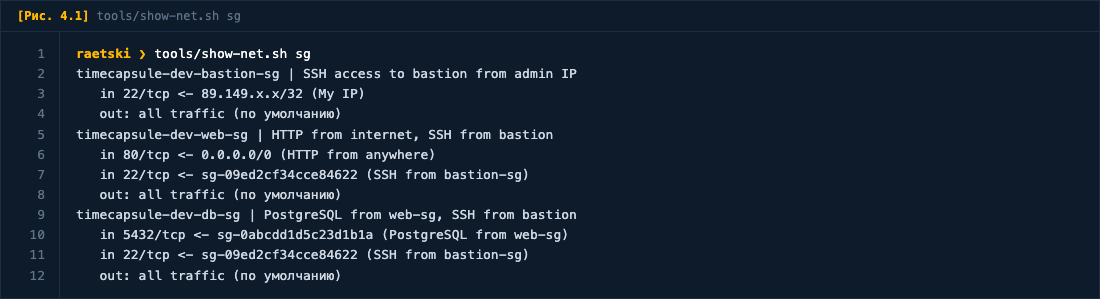 [Рис. 4.1] tools/show-net.sh sg
1 raetski ❯ tools/show-net.sh sg
2 timecapsule-dev-bastion-sg | SSH access to bastion from admin IP
3 in 22/tcp <- 89.149.x.x/32 (My IP)
4 out: all traffic (по умолчанию)
5 timecapsule-dev-web-sg | HTTP from internet, SSH from bastion
6 in 80/tcp <- 0.0.0.0/0 (HTTP from anywhere)
7 in 22/tcp <- sg-09ed2cf34cce84622 (SSH from bastion-sg)
8 out: all traffic (по умолчанию)
9 timecapsule-dev-db-sg | PostgreSQL from web-sg, SSH from bastion
10 in 5432/tcp <- sg-0abcdd1d5c23d1b1a (PostgreSQL from web-sg)
11 in 22/tcp <- sg-09ed2cf34cce84622 (SSH from bastion-sg)
12 out: all traffic (по умолчанию)